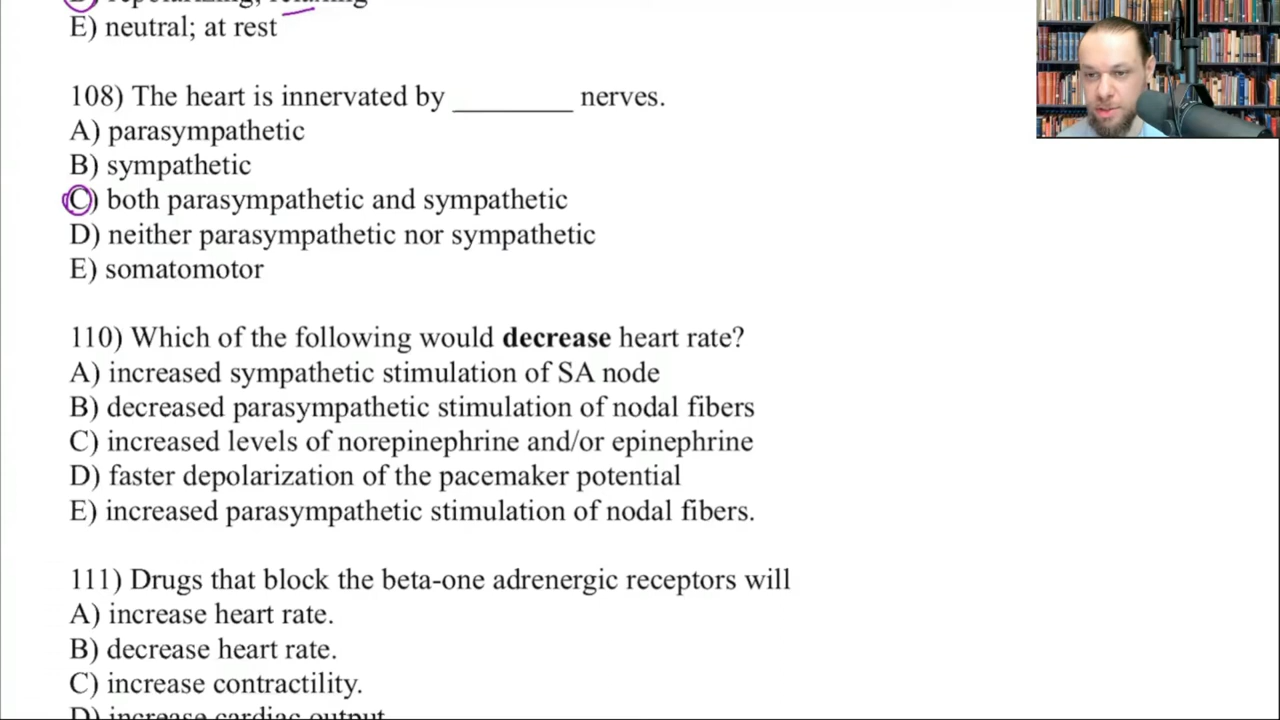 E) neutral; at rest
108) The heart is innervated by ________ nerves.
A) parasympathetic
B) sympathetic
C) both parasympathetic and sympathetic
D) neither parasympathetic nor sympathetic
E) somatomotor
110) Which of the following would decrease heart rate?
A) increased sympathetic stimulation of SA node
B) decreased parasympathetic stimulation of nodal fibers
C) increased levels of norepinephrine and/or epinephrine
D) faster depolarization of the pacemaker potential
E) increased parasympathetic stimulation of nodal fibers.
111) Drugs that block the beta-one adrenergic receptors will
A) increase heart rate.
B) decrease heart rate.
C) increase contractility.
D) increase cardiac output